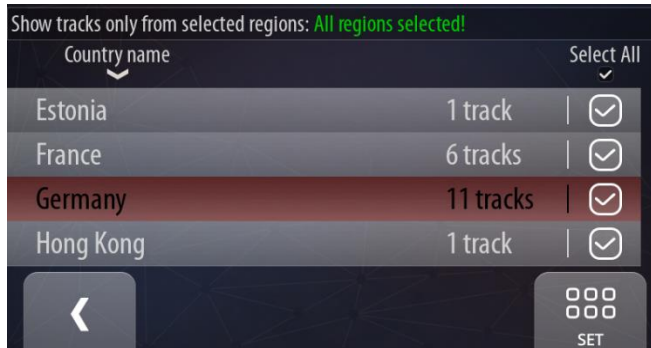 Show tracks only from selected regions: All regions selected!
Country name Select All
Estonia 1 track
France 6 tracks
Germany 11 tracks
Hong Kong 1 track
SET